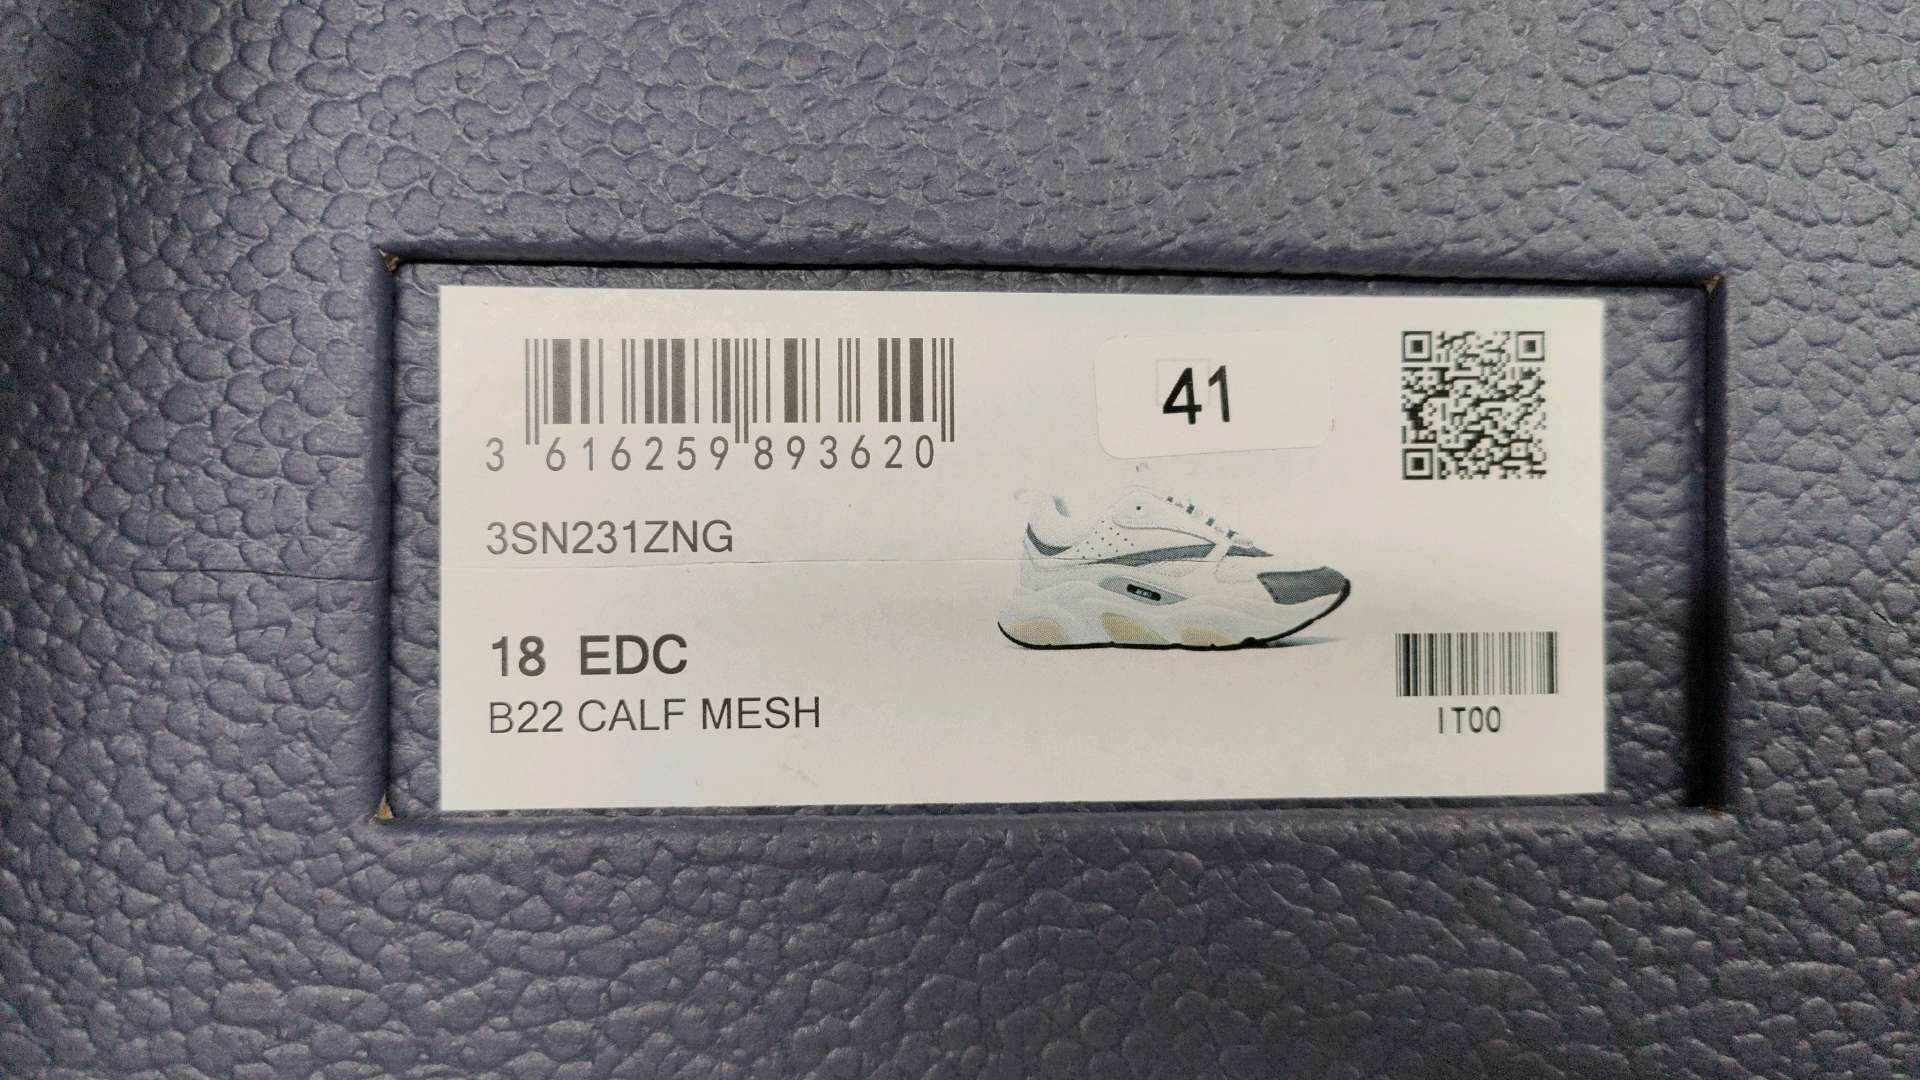 41
3 616259 893620
3SN231ZNG
18 EDC
B22 CALF MESH
IT00